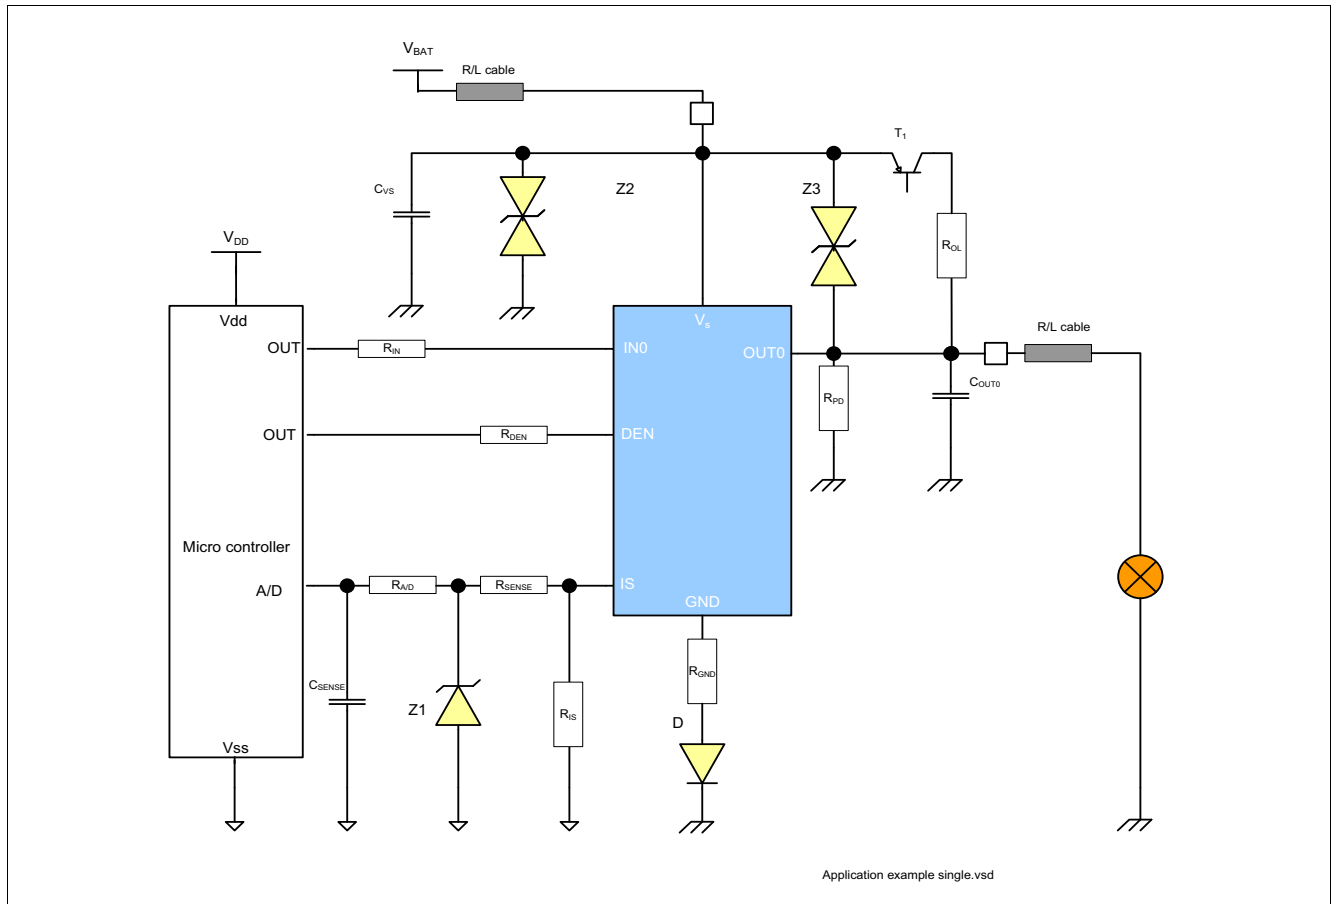 VBAT
R/L cable
T1
CVS
Z2
Z3
VDD
ROL
Vdd
Vs
R/L cable
OUT
RIN
IN0
OUT0
COUT0
RPD
OUT
RDEN
DEN
Micro controller
A/D
RA/D
RSENSE
IS
GND
CSENSE
RGND
Z1
RIS
D
Vss
Application example single.vsd